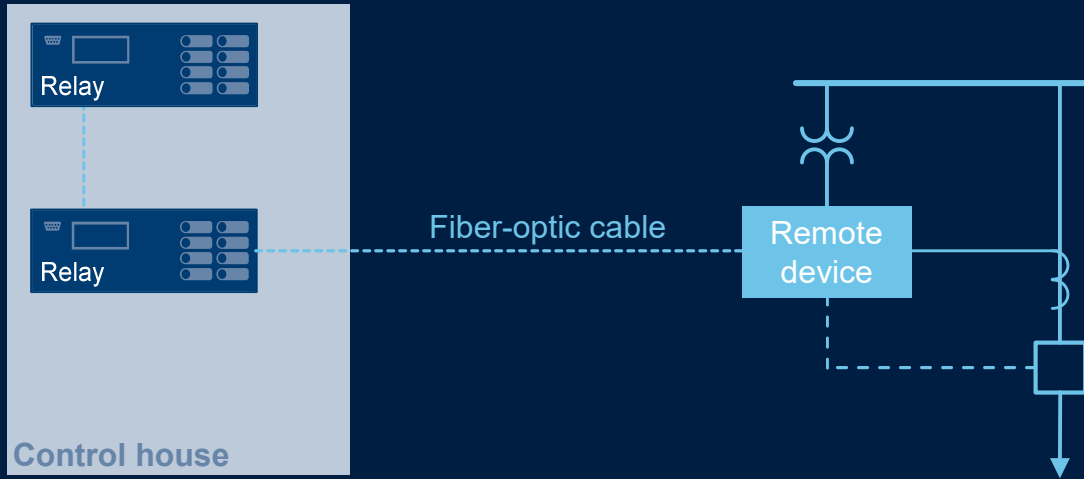 Relay
Relay
Fiber-optic cable
Remote
device
Control house